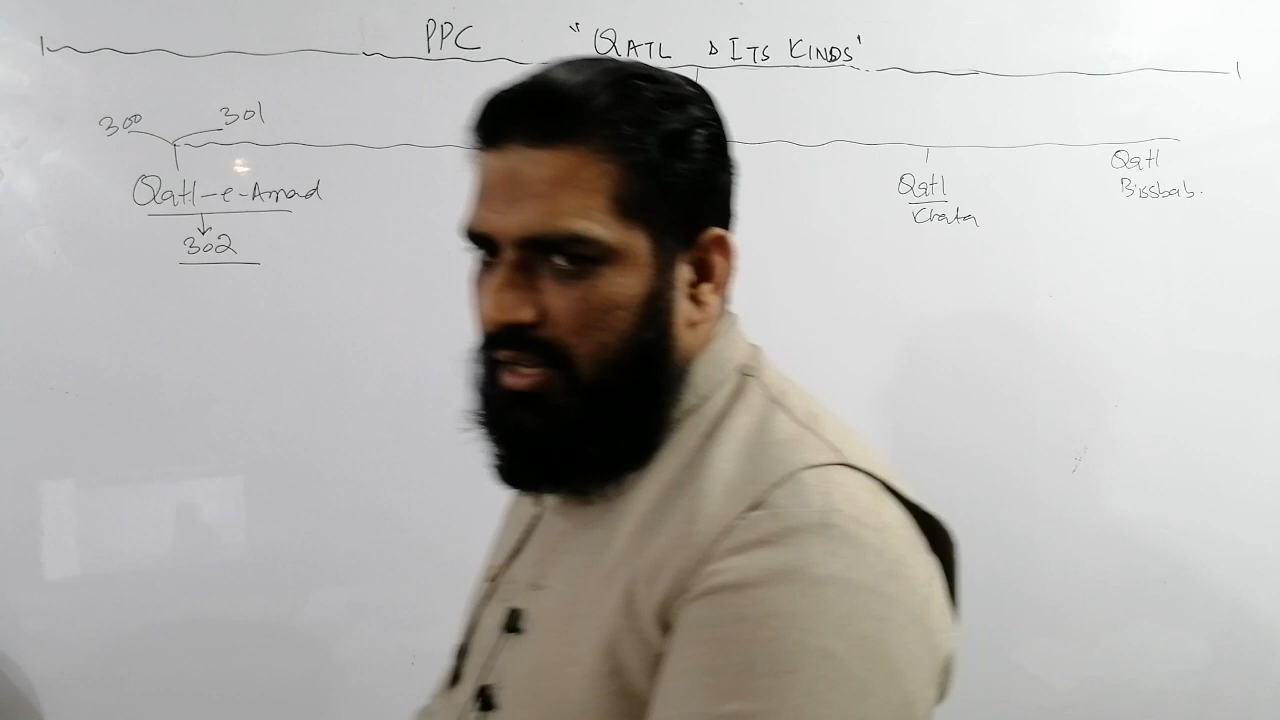 PPC "QATL & ITS KINDS"
300 301
Qatl-e-Amad
302
Qatl
Khata
Qatl
Bissbab.